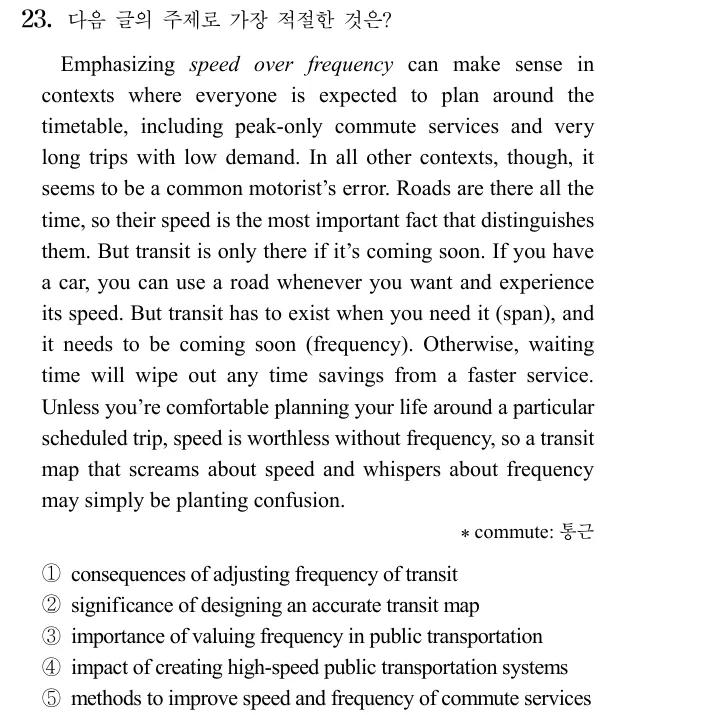 23. 다음 글의 주제로 가장 적절한 것은?
Emphasizing speed over frequency can make sense in
contexts where everyone is expected to plan around the
timetable, including peak-only commute services and very
long trips with low demand. In all other contexts, though, it
seems to be a common motorist’s error. Roads are there all the
time, so their speed is the most important fact that distinguishes
them. But transit is only there if it’s coming soon. If you have
a car, you can use a road whenever you want and experience
its speed. But transit has to exist when you need it (span), and
it needs to be coming soon (frequency). Otherwise, waiting
time will wipe out any time savings from a faster service.
Unless you’re comfortable planning your life around a particular
scheduled trip, speed is worthless without frequency, so a transit
map that screams about speed and whispers about frequency
may simply be planting confusion.
* commute: 통근
① consequences of adjusting frequency of transit
② significance of designing an accurate transit map
③ importance of valuing frequency in public transportation
④ impact of creating high-speed public transportation systems
⑤ methods to improve speed and frequency of commute services